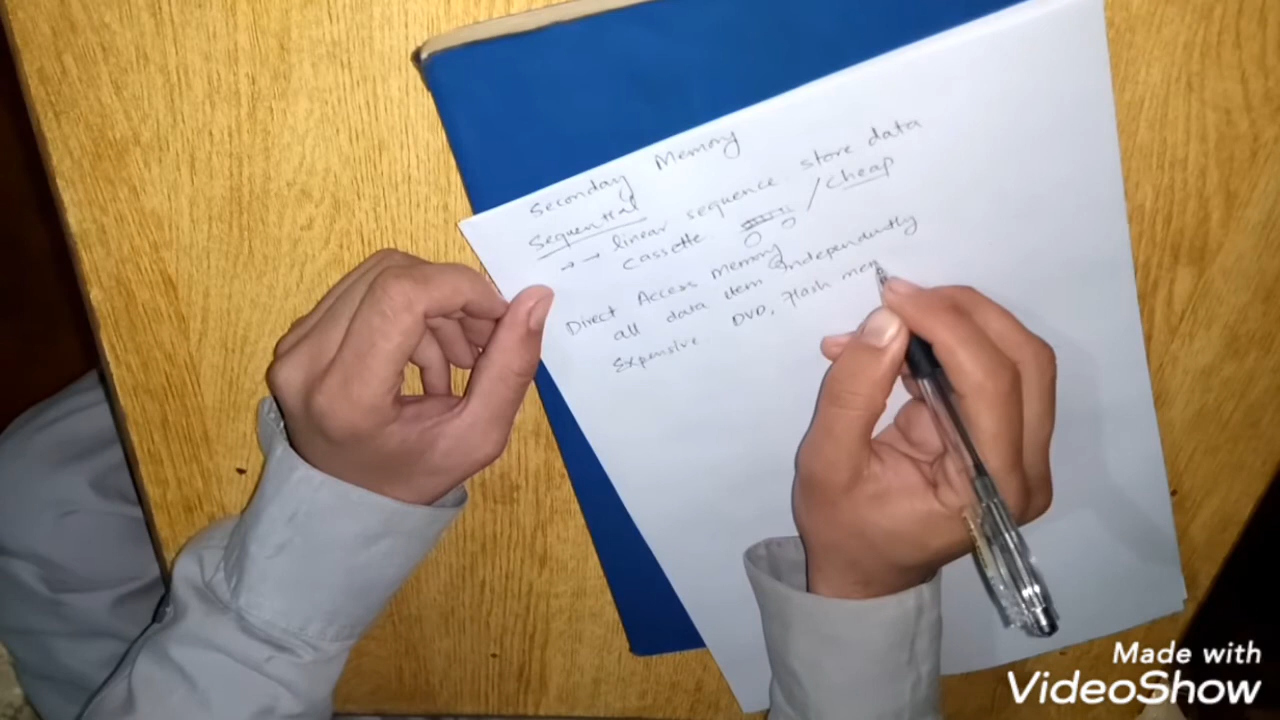 Seconday Memory
Sequential
→ → linear sequence store data
cassette / cheap
Direct Access memory
all data item independently
Expensive DVD, Flash mem
Made with
VideoShow